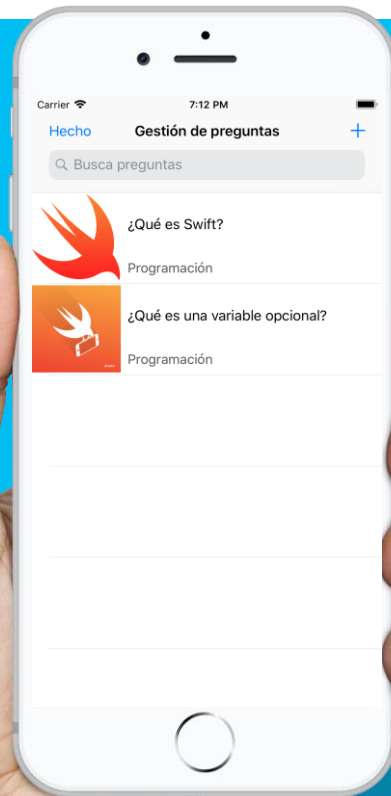 Carrier
7:12 PM
Hecho
Gestión de preguntas
+
Busca preguntas
¿Qué es Swift?
Programación
¿Qué es una variable opcional?
Programación